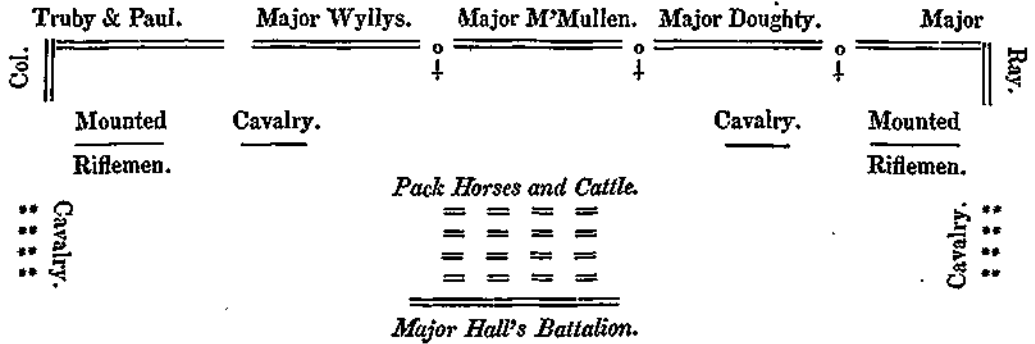 Truby & Paul. Major Wyllys. Major M'Mullen. Major Doughty. Major
Col. Ray.
Mounted Cavalry. Cavalry. Mounted
Riflemen. Riflemen.
Pack Horses and Cattle.
Cavalry. Cavalry.
Major Hall's Battalion.